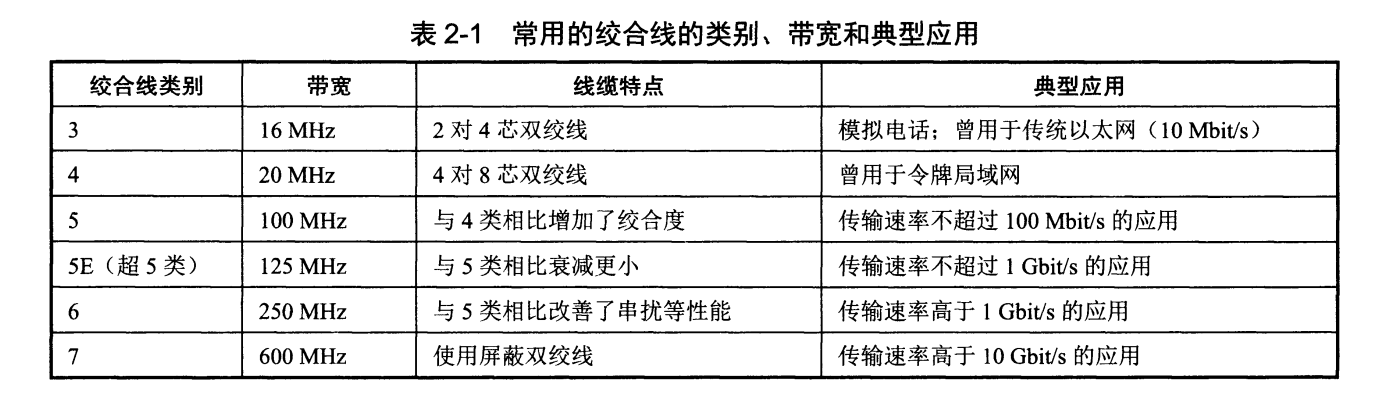 表 2-1 常用的绞合线的类别、带宽和典型应用
绞合线类别 带宽 线缆特点 典型应用
3 16 MHz 2 对 4 芯双绞线 模拟电话；曾用于传统以太网（10 Mbit/s）
4 20 MHz 4 对 8 芯双绞线 曾用于令牌局域网
5 100 MHz 与 4 类相比增加了绞合度 传输速率不超过 100 Mbit/s 的应用
5E（超 5 类） 125 MHz 与 5 类相比衰减更小 传输速率不超过 1 Gbit/s 的应用
6 250 MHz 与 5 类相比改善了串扰等性能 传输速率高于 1 Gbit/s 的应用
7 600 MHz 使用屏蔽双绞线 传输速率高于 10 Gbit/s 的应用